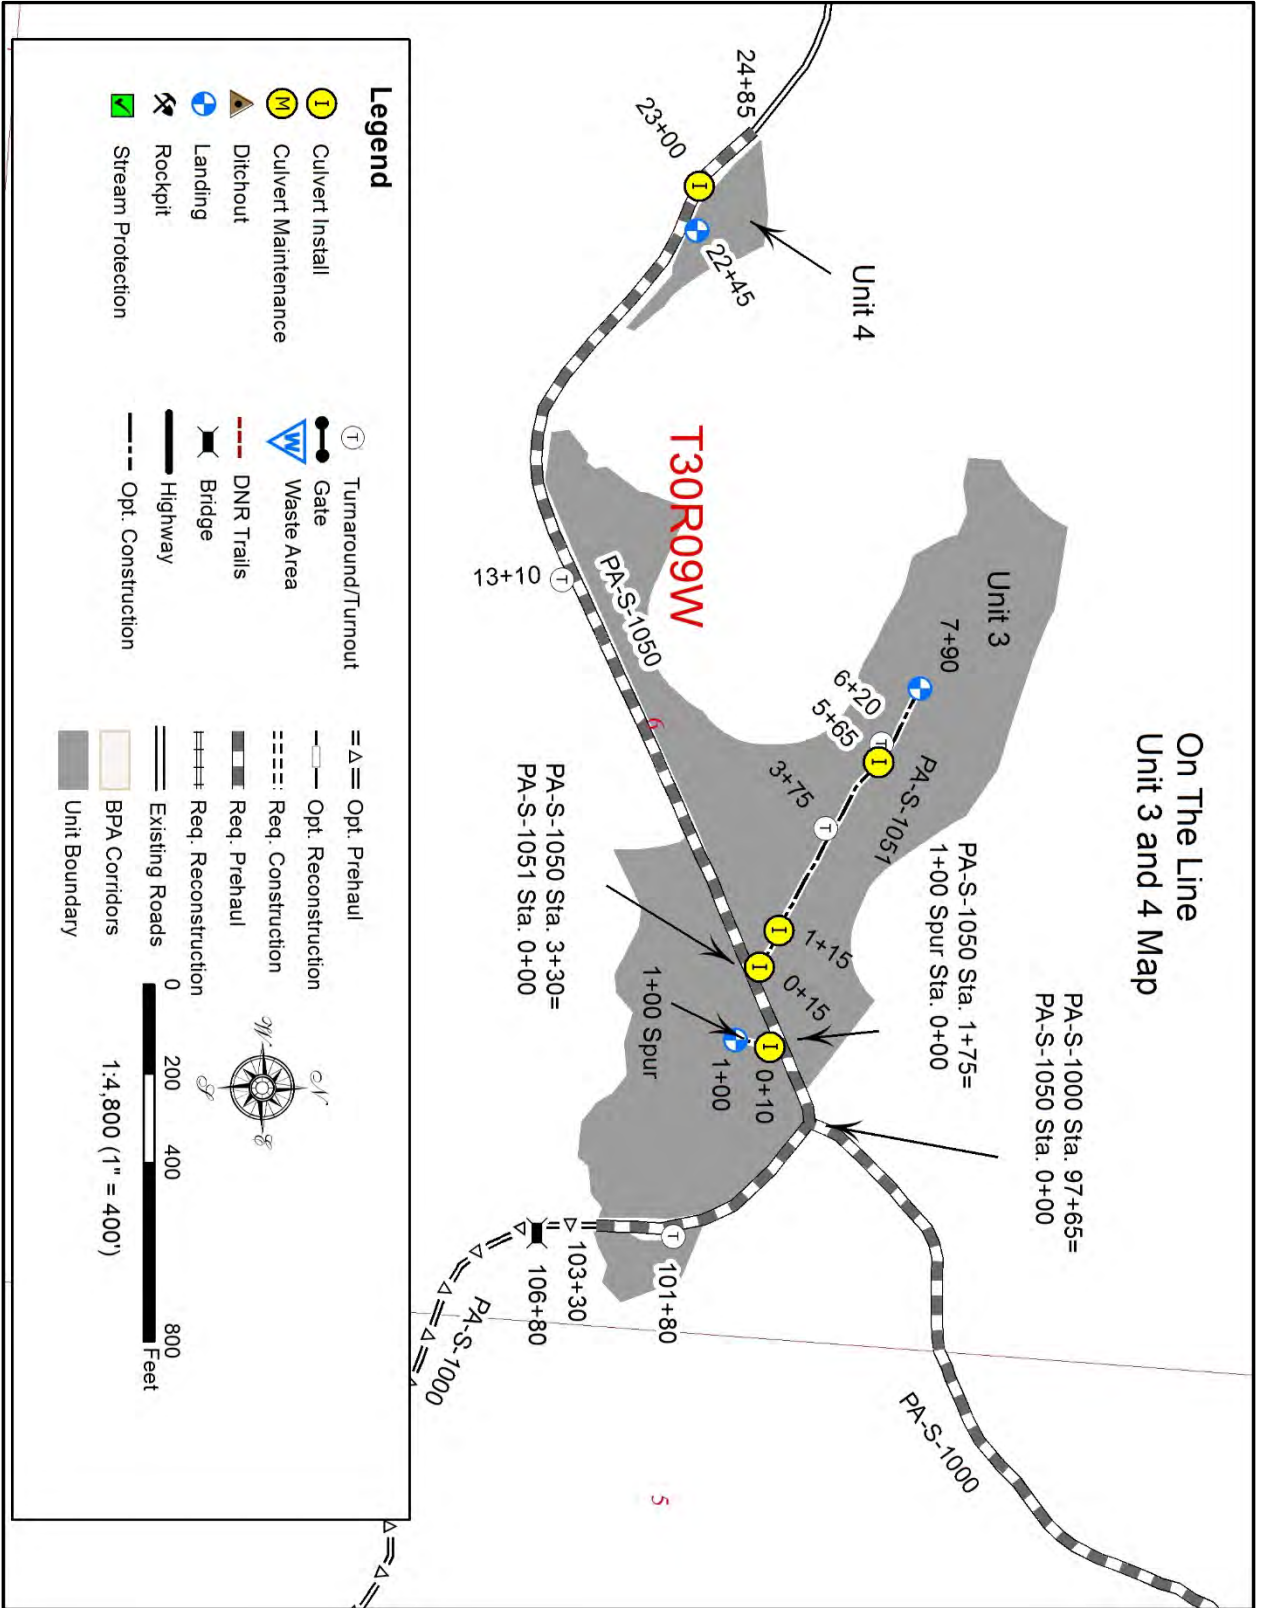 On The Line
Unit 3 and 4 Map
24+85
23+00
22+45
Unit 4
T30R09W
13+10
PA-S-1050
6
Unit 3
7+90
6+20
5+65
T
I
PA-S-1051
3+75
T
I
1+15
I
0+15
PA-S-1050 Sta. 1+75=
1+00 Spur Sta. 0+00
PA-S-1000 Sta. 97+65=
PA-S-1050 Sta. 0+00
PA-S-1050 Sta. 3+30=
PA-S-1051 Sta. 0+00
1+00 Spur
I
0+10
1+00
T
101+80
103+30
106+80
PA-S-1000
PA-S-1000
5
I
T
Legend
I Culvert Install
M Culvert Maintenance
Ditchout
Landing
Rockpit
Stream Protection
T Turnaround/Turnout
Gate
W Waste Area
DNR Trails
Bridge
Highway
Opt. Construction
Opt. Prehaul
Opt. Reconstruction
Req. Construction
Req. Prehaul
Req. Reconstruction
Existing Roads
BPA Corridors
Unit Boundary
N
W
E
S
0 200 400 800
Feet
1:4,800 (1" = 400')